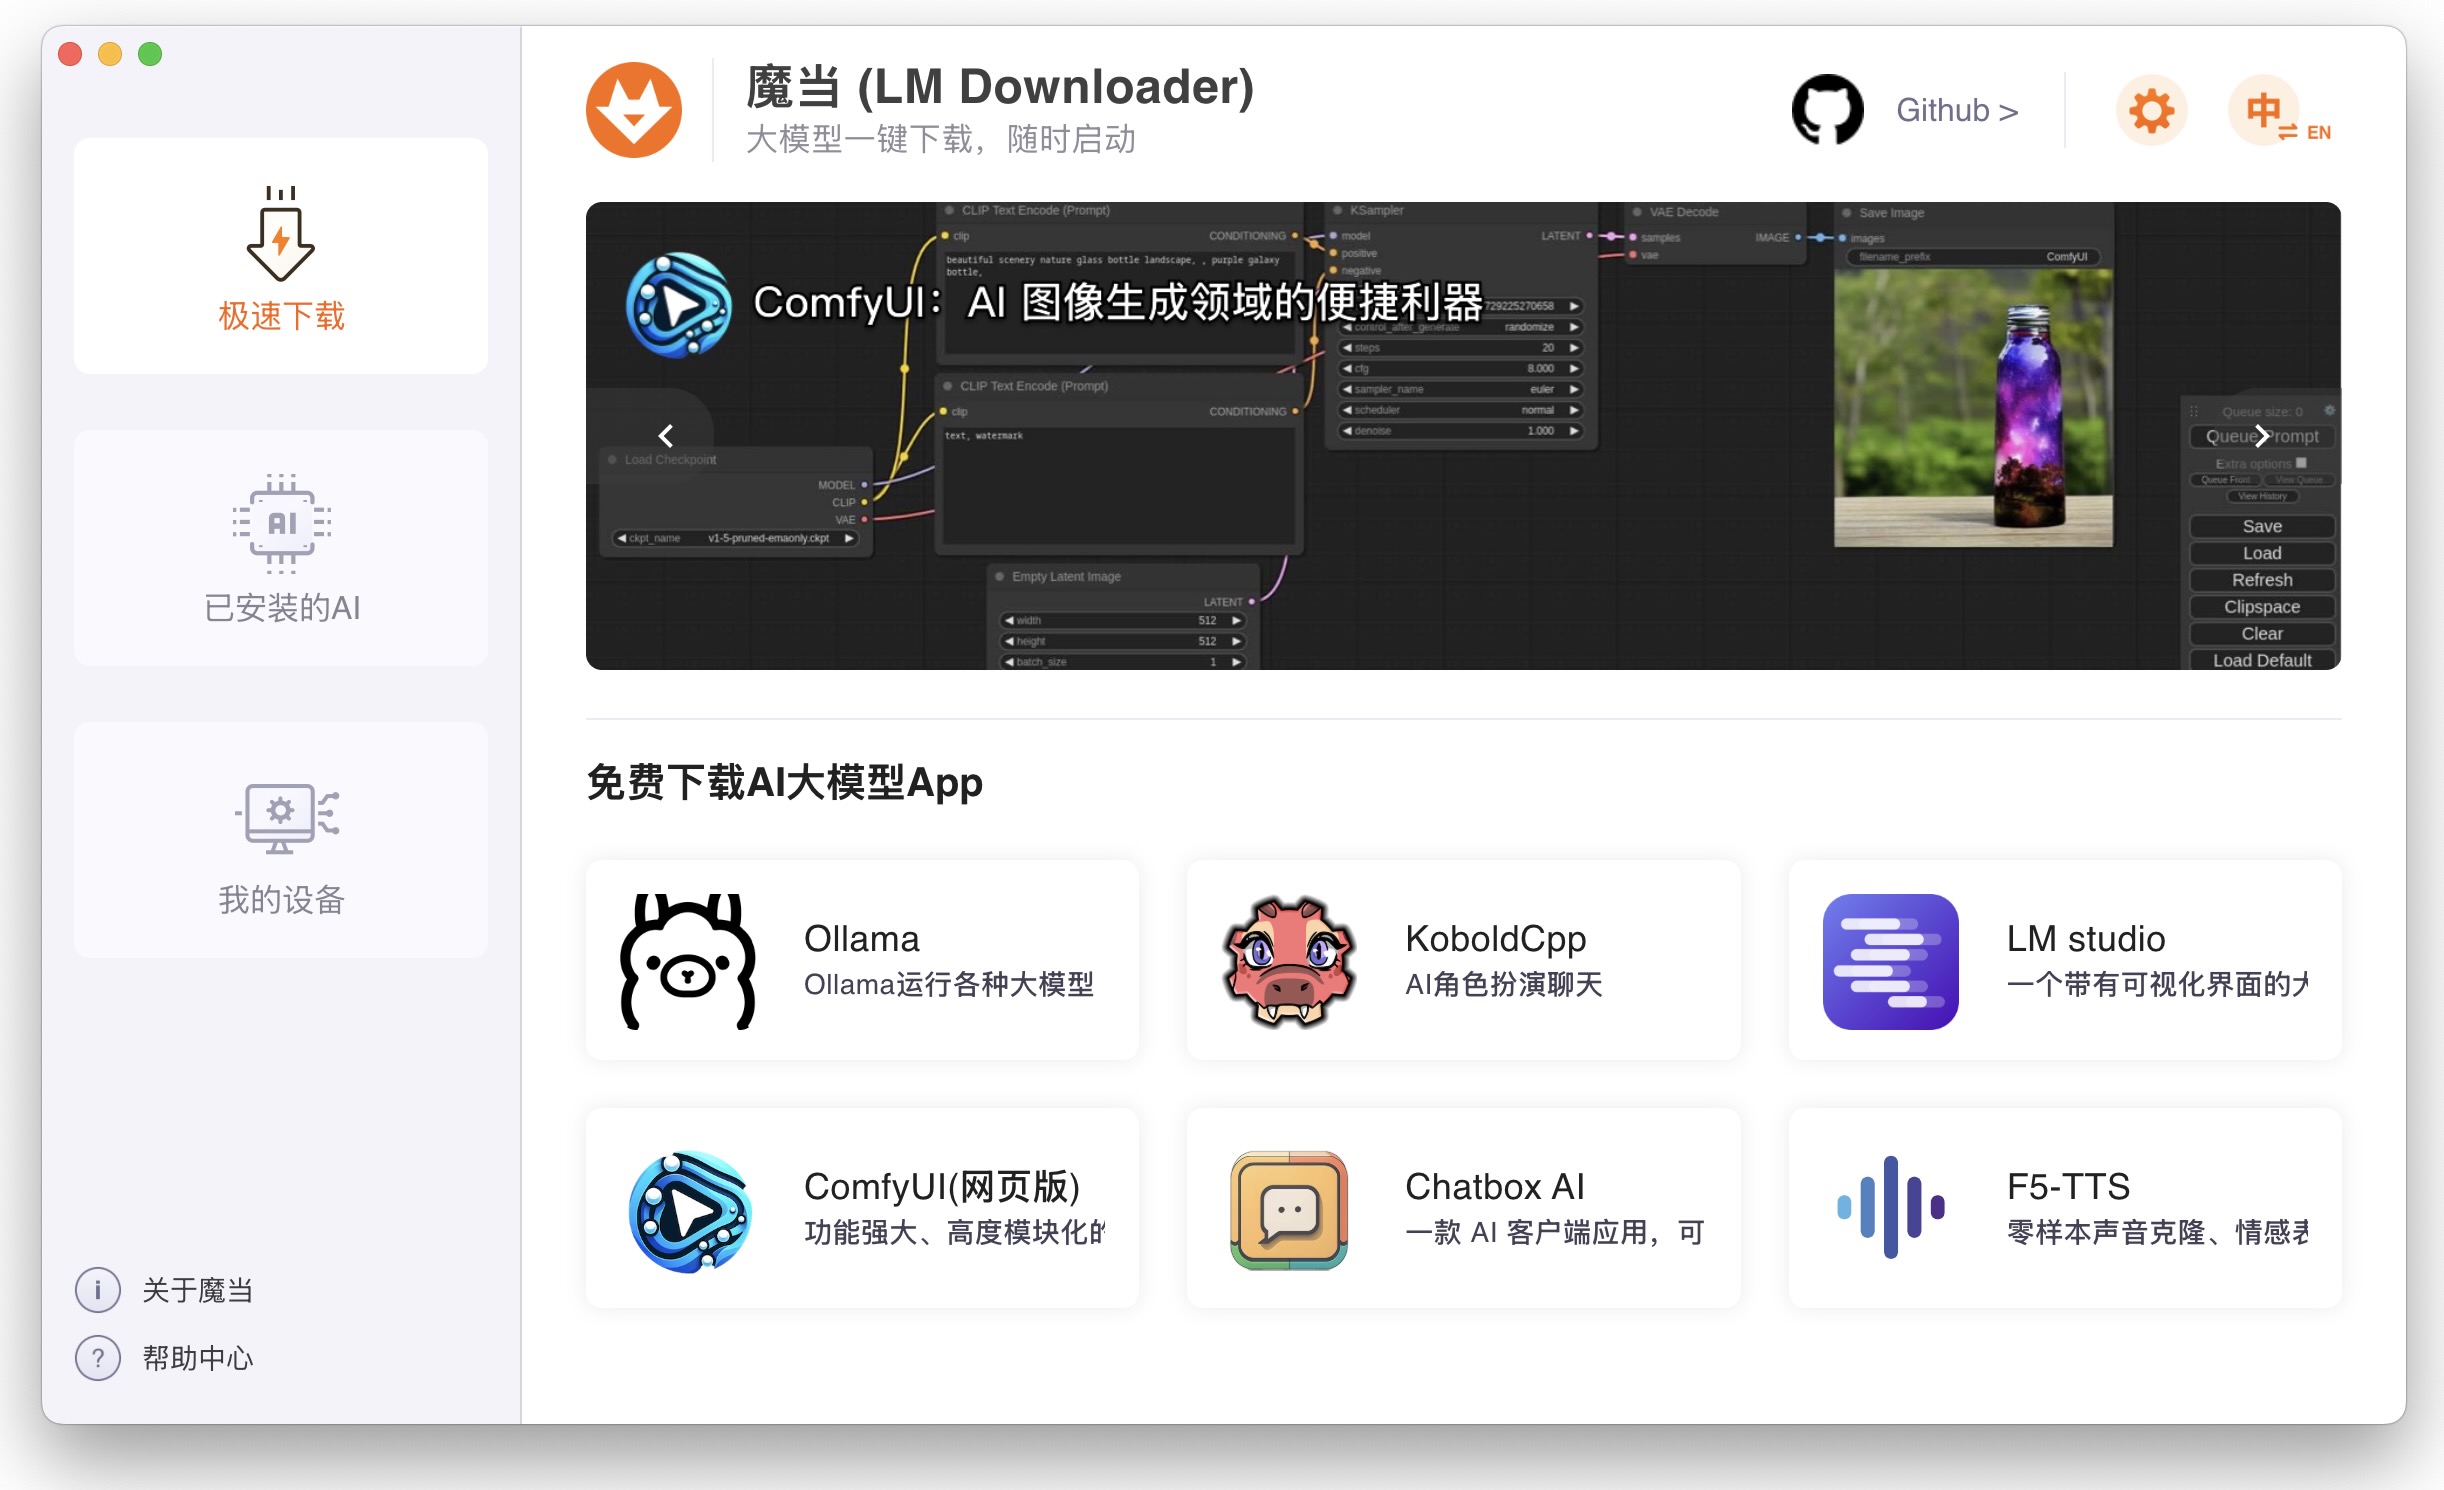 魔当 (LM Downloader)
大模型一键下载，随时启动
Github >
中
EN
极速下载
AI
已安装的AI
我的设备
关于魔当
帮助中心
ComfyUI：AI 图像生成领域的便捷利器
CLIP Text Encode (Prompt)
clip
CONDITIONING
beautiful scenery nature glass bottle landscape, , purple galaxy
bottle,
CLIP Text Encode (Prompt)
clip
CONDITIONING
text, watermark
Load Checkpoint
MODEL
CLIP
VAE
ckpt_name v1-5-pruned-emaonly.ckpt
Empty Latent Image
LATENT
width 512
height 512
batch_size 1
KSampler
model LATENT
positive
negative
729225270658
control_after_generate randomize
steps 20
cfg 8.000
sampler_name euler
scheduler normal
denoise 1.000
VAE Decode
samples IMAGE
vae
Save Image
images
filename_prefix ComfyUI
Queue size: 0
Queue Prompt
Extra options
Queue Front View Queue
View History
Save
Load
Refresh
Clipspace
Clear
Load Default
免费下载AI大模型App
Ollama
Ollama运行各种大模型
KoboldCpp
AI角色扮演聊天
LM studio
一个带有可视化界面的大
ComfyUI(网页版)
功能强大、高度模块化的
Chatbox AI
一款 AI 客户端应用，可
F5-TTS
零样本声音克隆、情感表